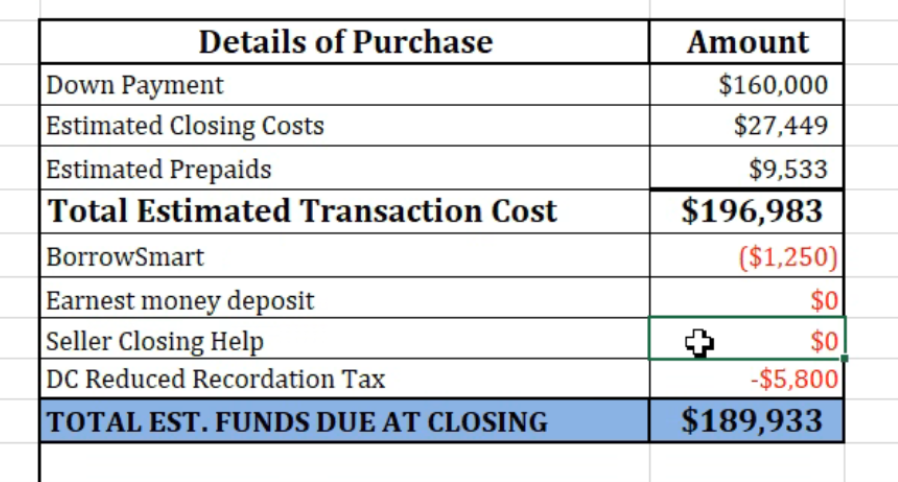 Details of Purchase Amount
Down Payment $160,000
Estimated Closing Costs $27,449
Estimated Prepaids $9,533
Total Estimated Transaction Cost $196,983
BorrowSmart ($1,250)
Earnest money deposit $0
Seller Closing Help $0
DC Reduced Recordation Tax -$5,800
TOTAL EST. FUNDS DUE AT CLOSING $189,933